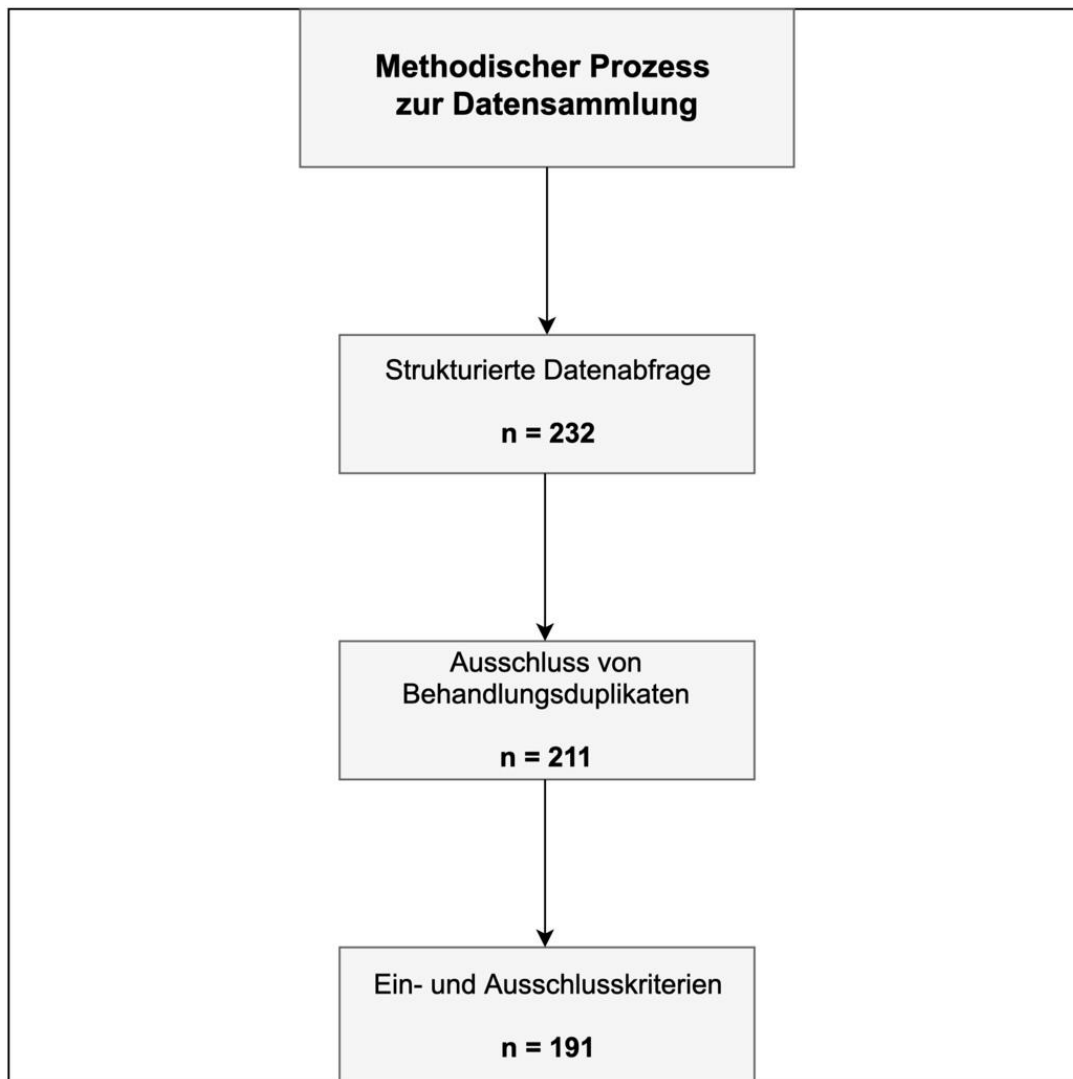 Methodischer Prozess
zur Datensammlung
Strukturierte Datenabfrage
n = 232
Ausschluss von
Behandlungsduplikaten
n = 211
Ein- und Ausschlusskriterien
n = 191